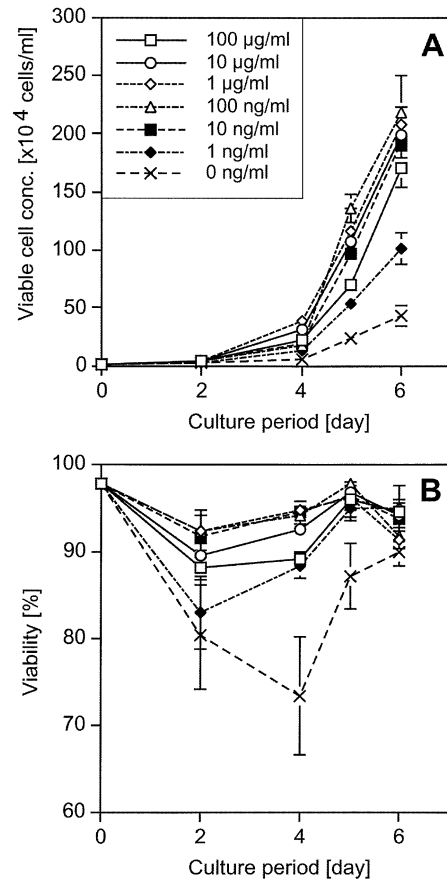 A
300
250
200
150
100
50
0
Viable cell conc. [x10⁴ cells/ml]
100 µg/ml
10 µg/ml
1 µg/ml
100 ng/ml
10 ng/ml
1 ng/ml
0 ng/ml
0 2 4 6
Culture period [day]
B
100
90
80
70
60
Viability [%]
0 2 4 6
Culture period [day]